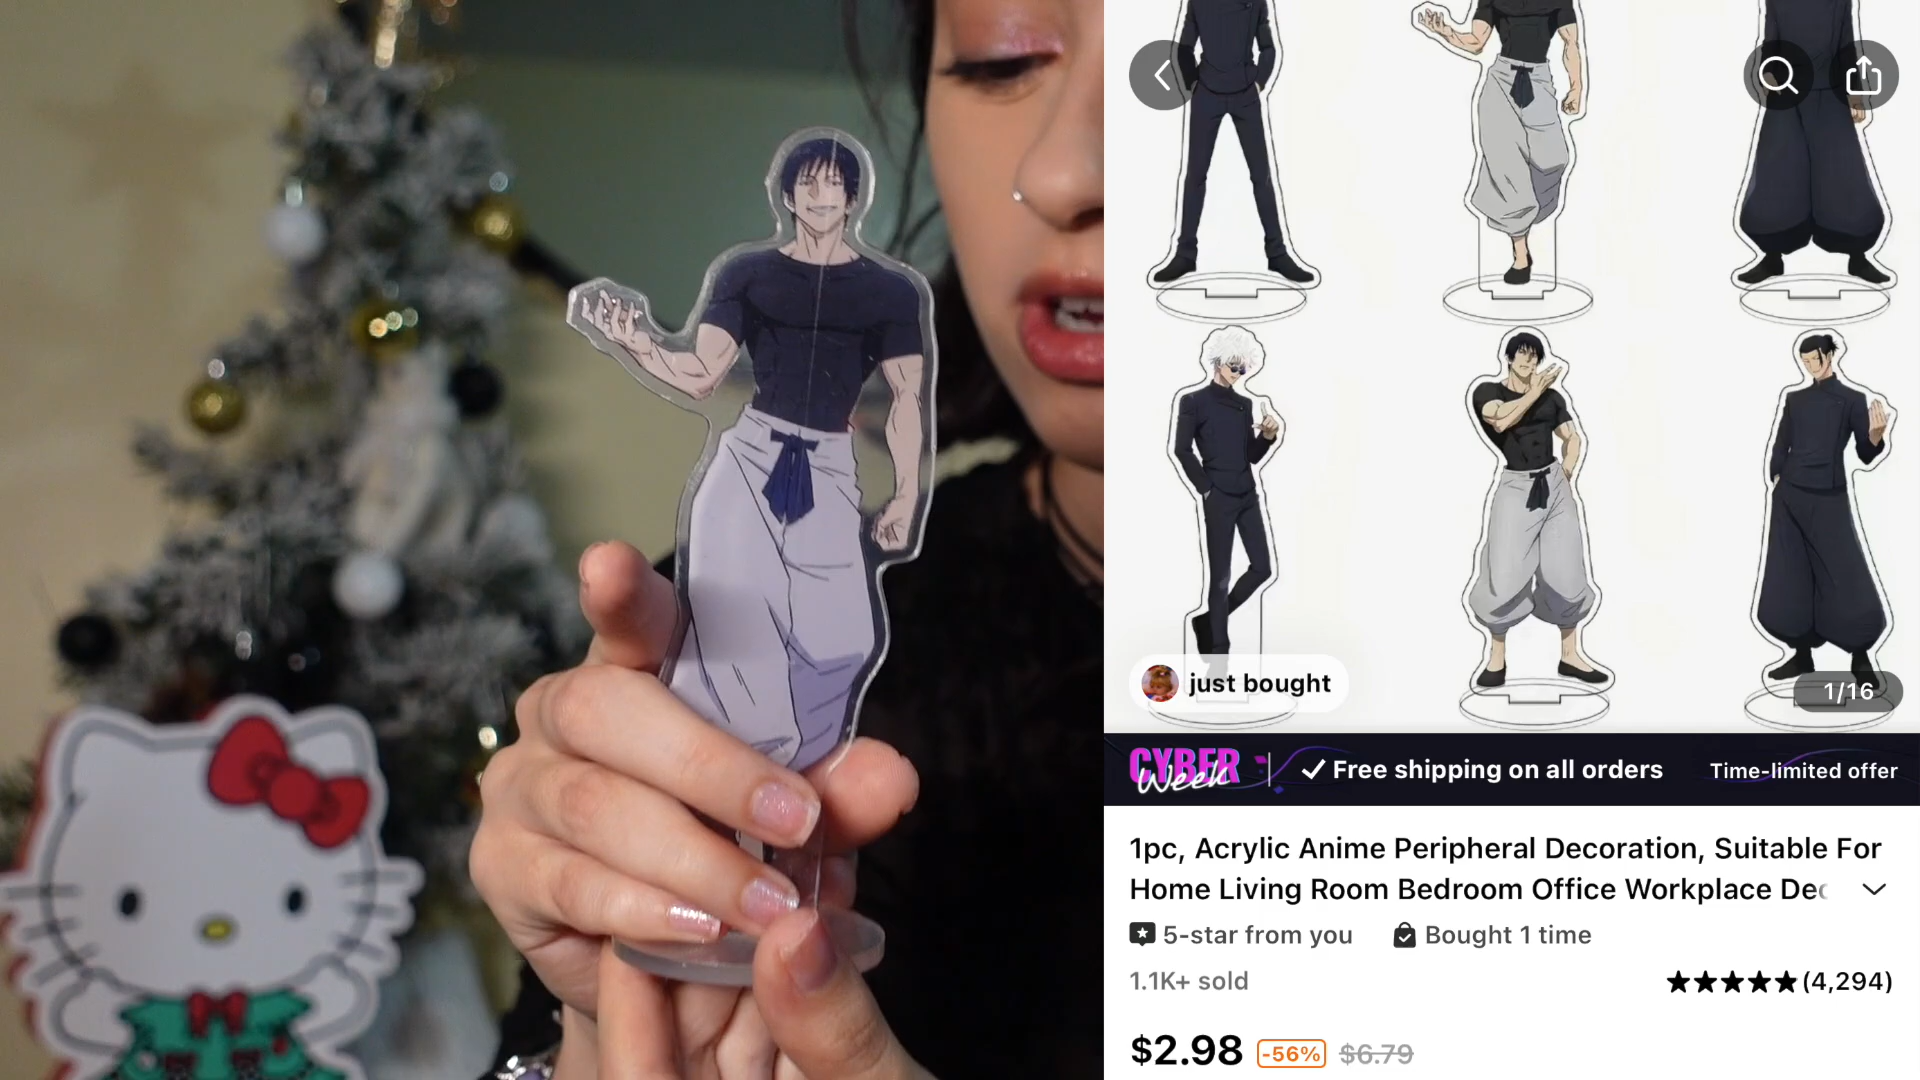 just bought
1/16
CYBER
Week
Free shipping on all orders
Time-limited offer
1pc, Acrylic Anime Peripheral Decoration, Suitable For
Home Living Room Bedroom Office Workplace Dec
5-star from you
Bought 1 time
1.1K+ sold
(4,294)
$2.98
-56%
$6.79